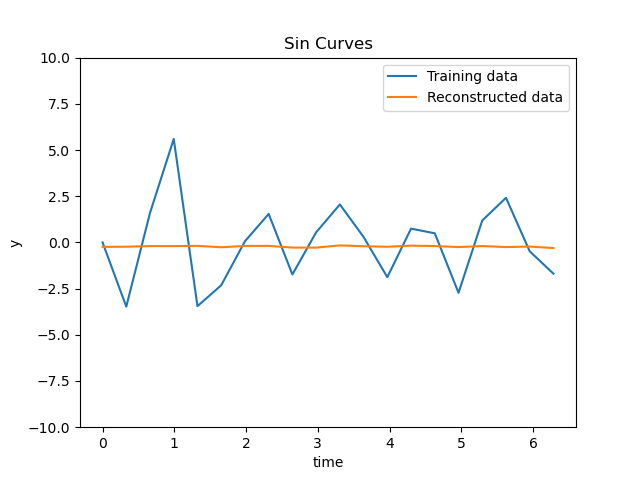 Sin Curves
Training data
Reconstructed data
y
10.0
7.5
5.0
2.5
0.0
−2.5
−5.0
−7.5
−10.0
0 1 2 3 4 5 6
time